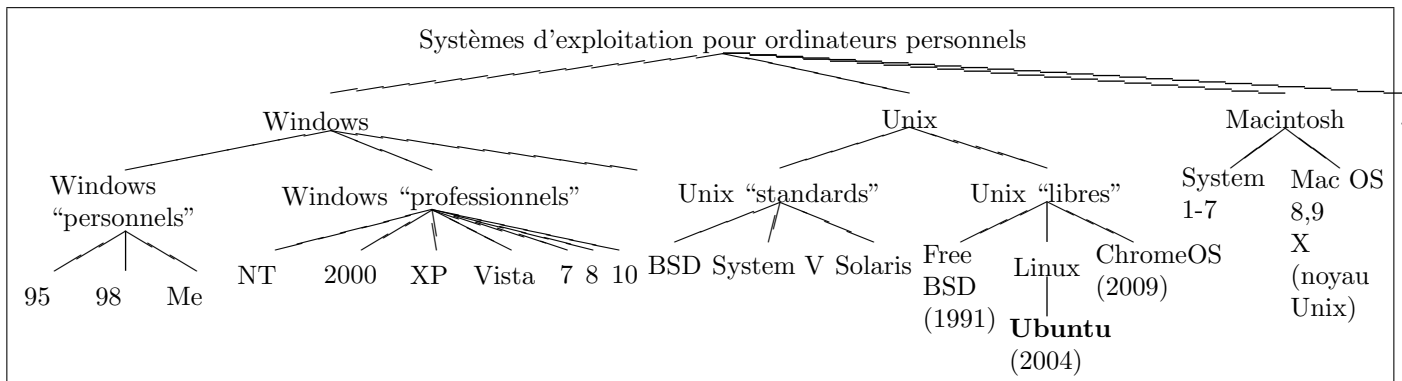 Systèmes d'exploitation pour ordinateurs personnels
Windows Unix Macintosh
Windows
“personnels”
95 98 Me
Windows “professionnels”
NT 2000 XP Vista 7 8 10
Unix “standards”
BSD System V Solaris
Unix “libres”
Free
BSD
(1991)
Linux
Ubuntu
(2004)
ChromeOS
(2009)
System
1-7
Mac OS
8,9
X
(noyau
Unix)